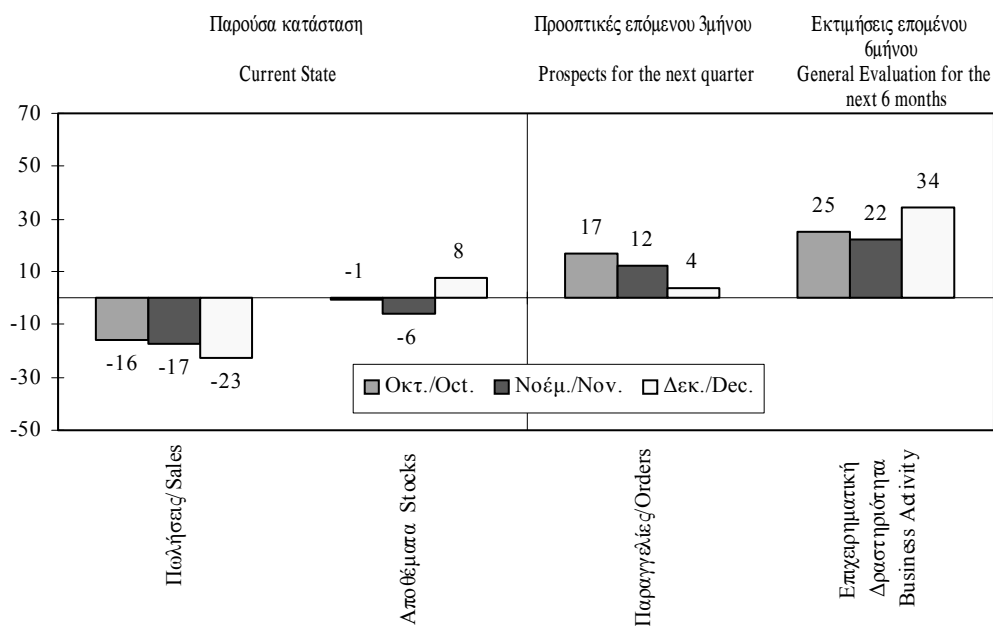 Παρούσα κατάσταση
Προοπτικές επόμενου 3μήνου
Εκτιμήσεις επομένου
6μήνου
Current State
Prospects for the next quarter
General Evaluation for the
next 6 months
70
50
30
10
-10
-30
-50
-16
-17
-23
-1
-6
8
17
12
4
25
22
34
Οκτ./Oct.
Νοέμ./Nov.
Δεκ./Dec.
Πωλήσεις/Sales
Αποθέματα Stocks
Παραγγελίες/Orders
Επιχειρηματική
Δραστηριότητα
Business Activity